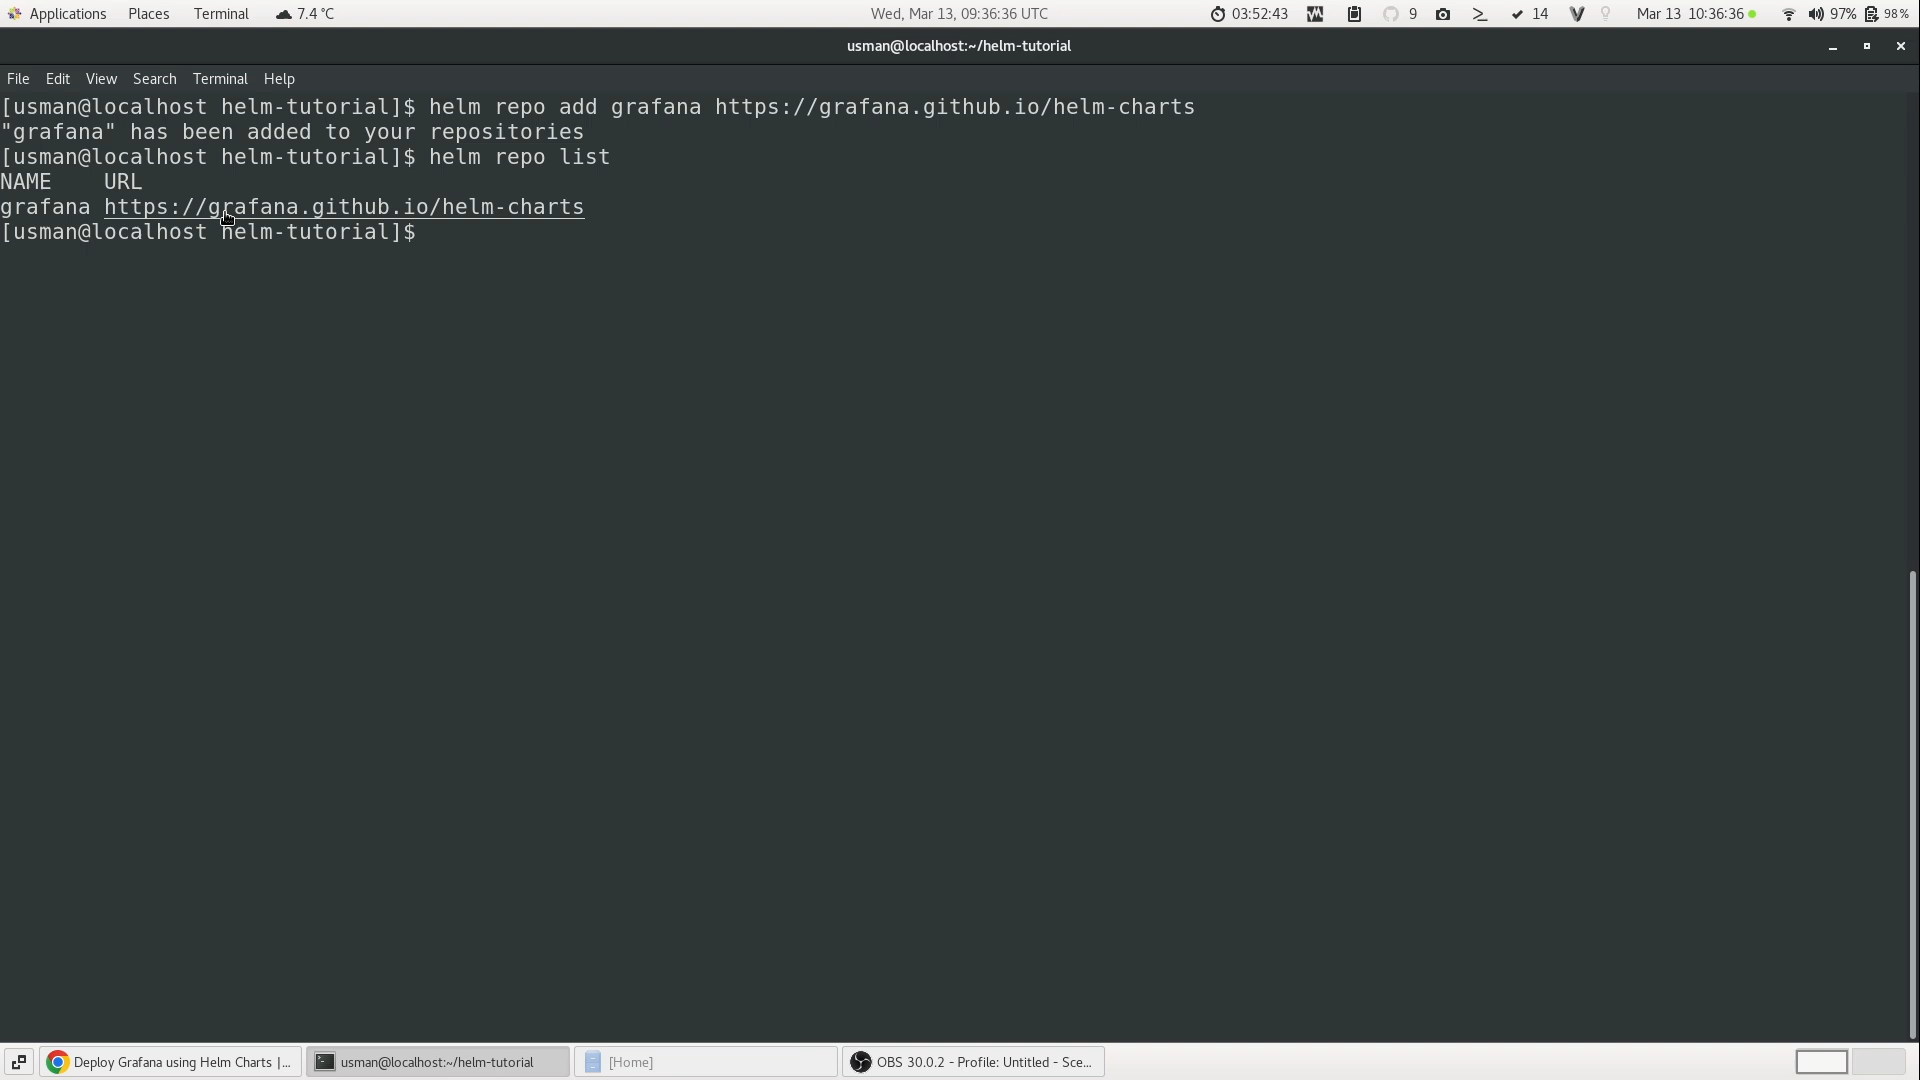 Applications Places Terminal 7.4 °C Wed, Mar 13, 09:36:36 UTC 03:52:43 9 14 Mar 13 10:36:36 97% 98%
usman@localhost:~/helm-tutorial
File Edit View Search Terminal Help
[usman@localhost helm-tutorial]$ helm repo add grafana https://grafana.github.io/helm-charts
"grafana" has been added to your repositories
[usman@localhost helm-tutorial]$ helm repo list
NAME    URL
grafana https://grafana.github.io/helm-charts
[usman@localhost helm-tutorial]$
Deploy Grafana using Helm Charts |... usman@localhost:~/helm-tutorial [Home] OBS 30.0.2 - Profile: Untitled - Sce...